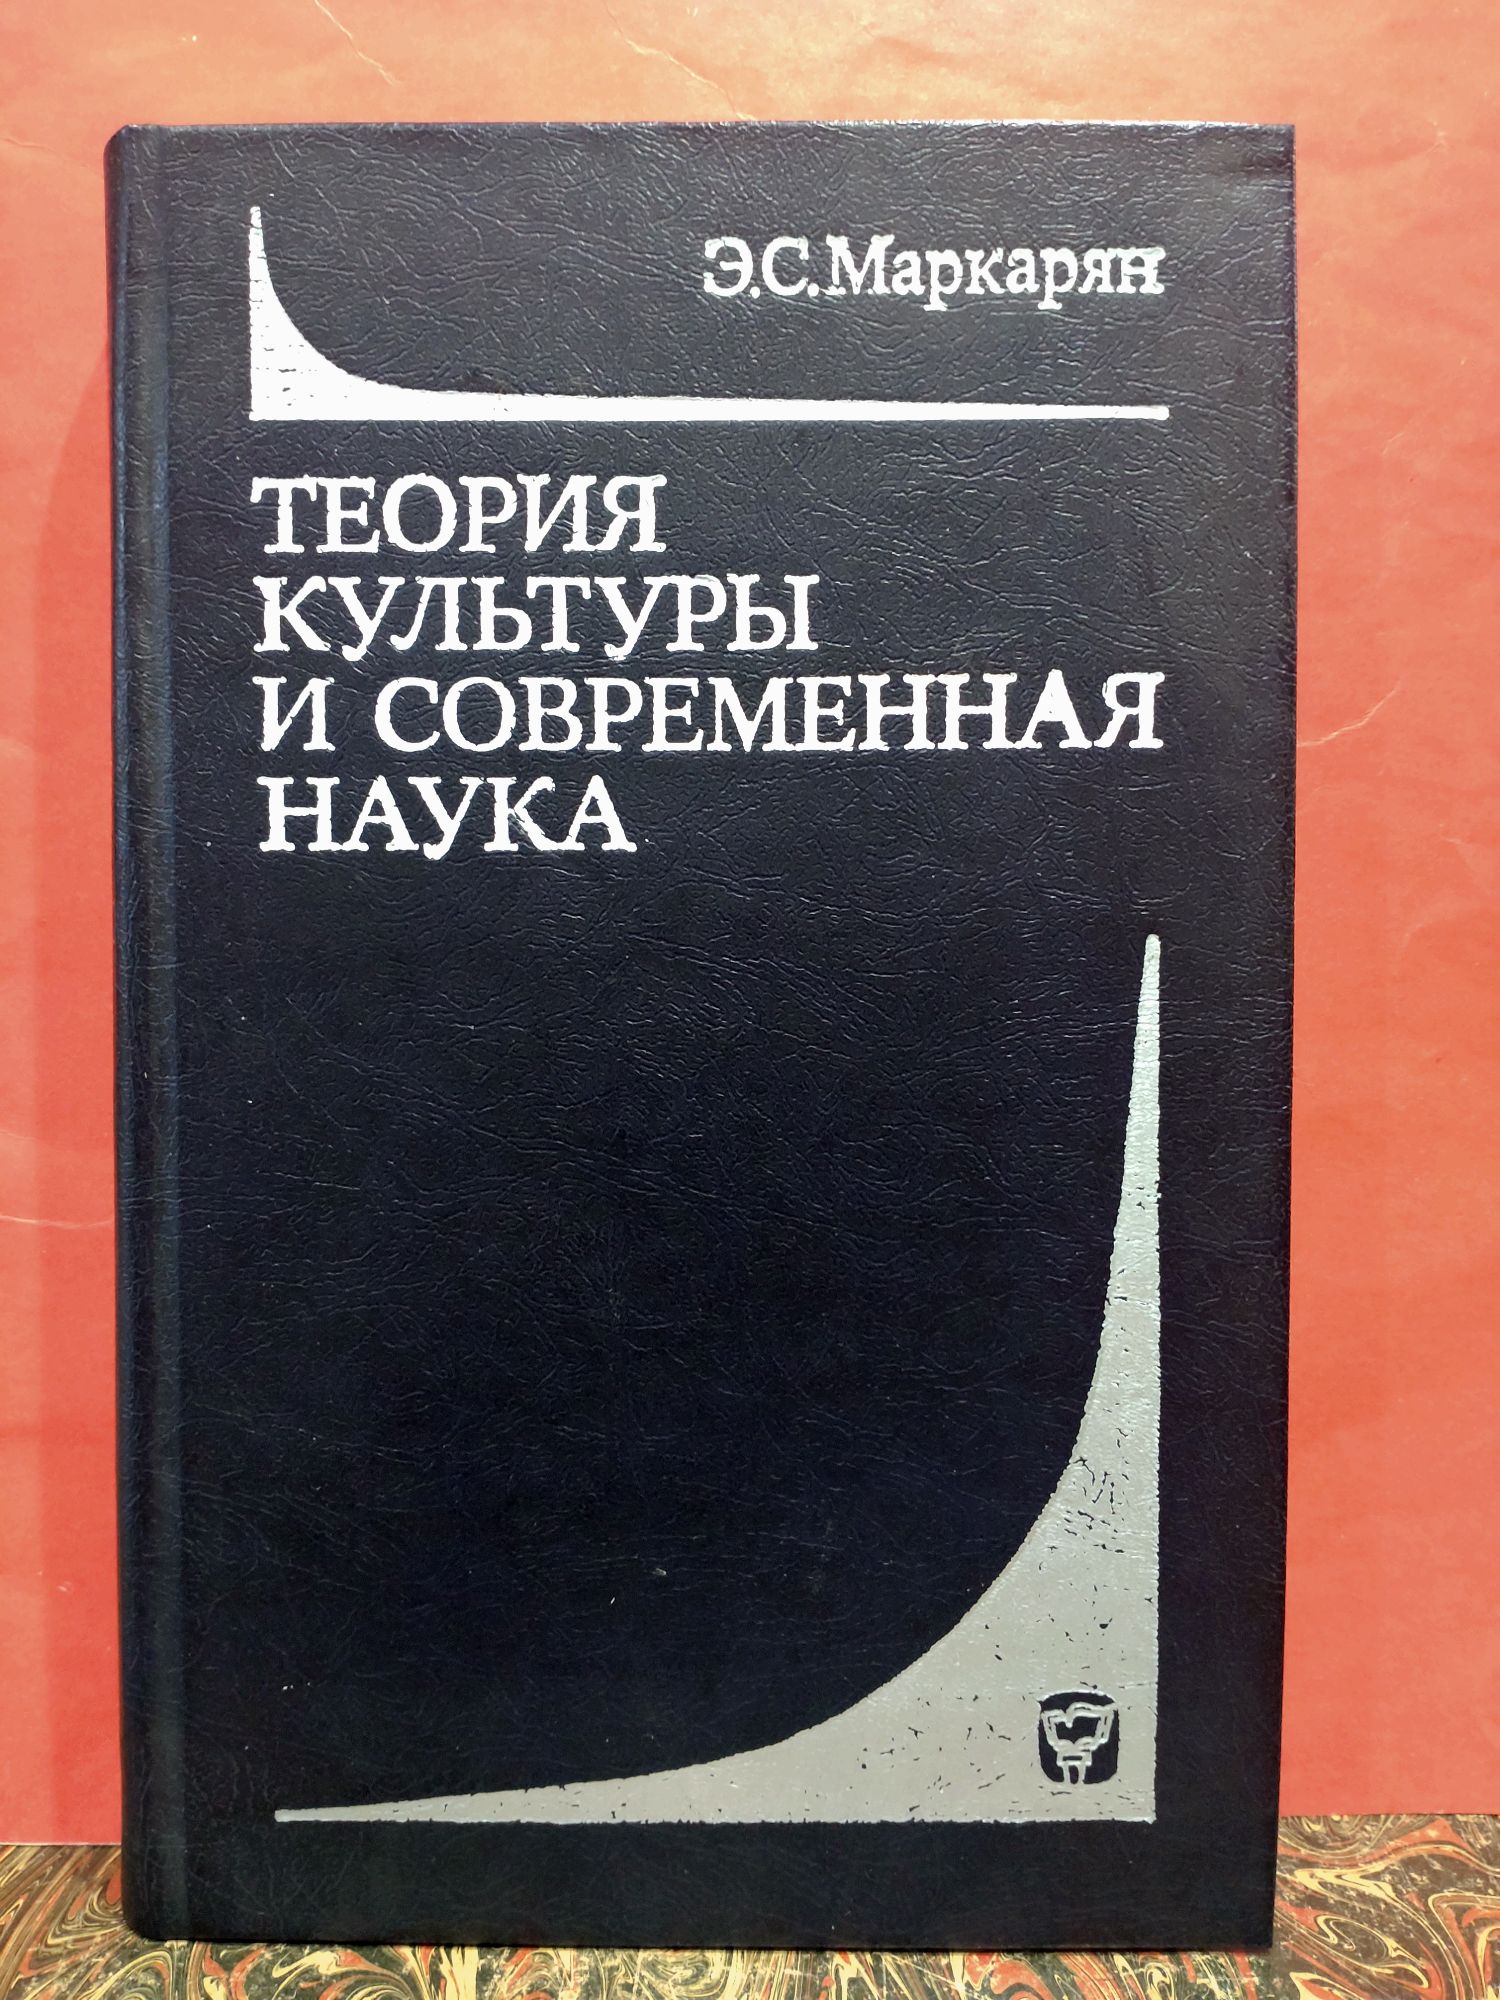 Э.С.Маркарян
ТЕОРИЯ
КУЛЬТУРЫ
И СОВРЕМЕННАЯ
НАУКА